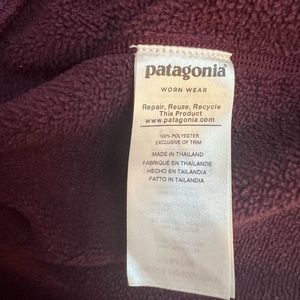 patagonia
WORN WEAR
Repair, Reuse, Recycle
This Product
www.patagonia.com
100% POLYESTER
EXCLUSIVE OF TRIM
MADE IN THAILAND
FABRIQUÉ EN THAÏLANDE
HECHO EN TAILANDIA
FATTO IN TAILANDIA